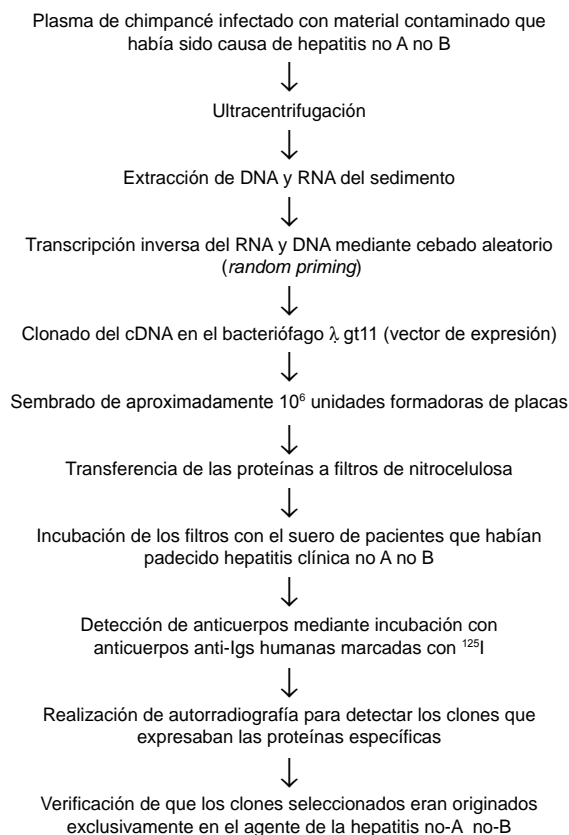 Plasma de chimpancé infectado con material contaminado que
había sido causa de hepatitis no A no B
↓
Ultracentrifugación
↓
Extracción de DNA y RNA del sedimento
↓
Transcripción inversa del RNA y DNA mediante cebado aleatorio
(random priming)
↓
Clonado del cDNA en el bacteriófago λ gt11 (vector de expresión)
↓
Sembrado de aproximadamente 10⁶ unidades formadoras de placas
↓
Transferencia de las proteínas a filtros de nitrocelulosa
↓
Incubación de los filtros con el suero de pacientes que habían
padecido hepatitis clínica no A no B
↓
Detección de anticuerpos mediante incubación con
anticuerpos anti-Igs humanas marcadas con ¹²⁵I
↓
Realización de autorradiografía para detectar los clones que
expresaban las proteínas específicas
↓
Verificación de que los clones seleccionados eran originados
exclusivamente en el agente de la hepatitis no-A no-B